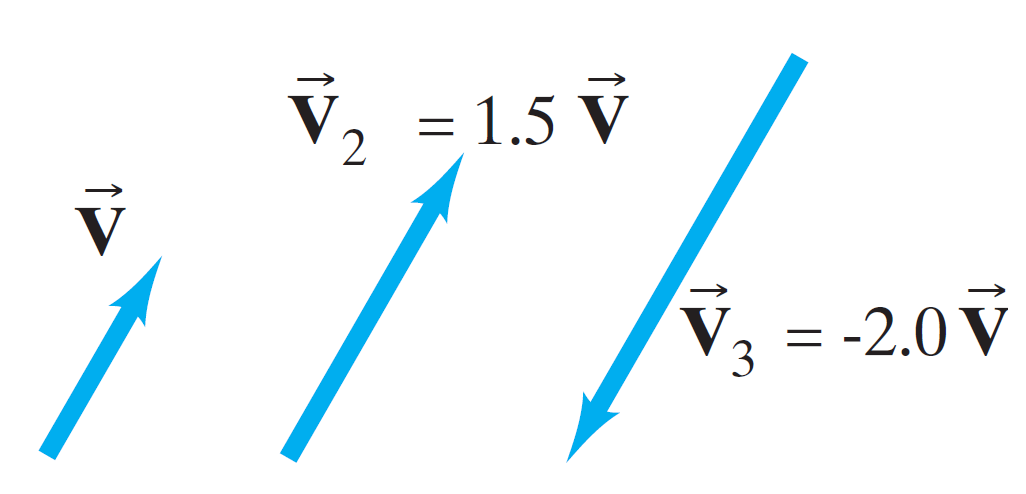 v⃗
v⃗₂ = 1.5 v⃗
v⃗₃ = -2.0 v⃗